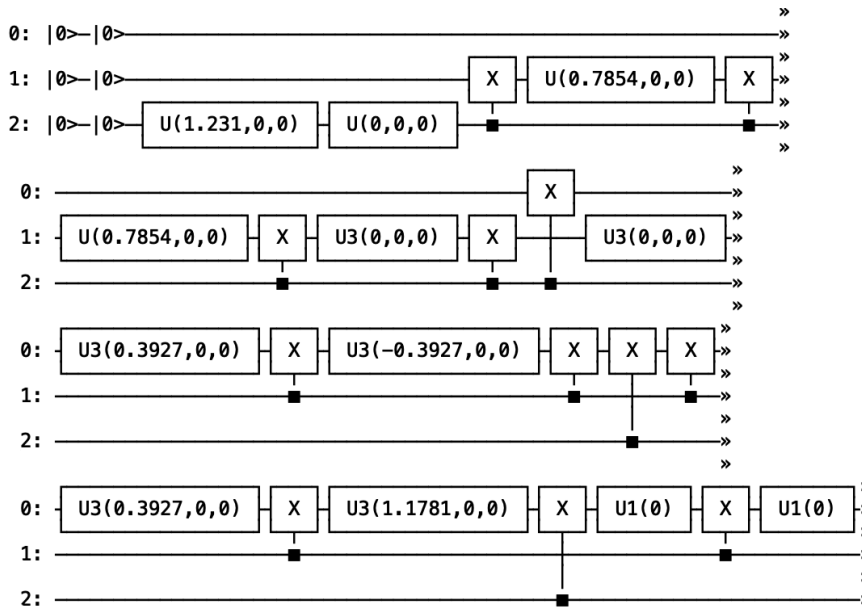 »
0: |0>—|0> »
»
1: |0>—|0> X U(0.7854,0,0) X »
»
2: |0>—|0> U(1.231,0,0) U(0,0,0) »
»
»
0: X »
»
1: U(0.7854,0,0) X U3(0,0,0) X U3(0,0,0) »
»
2: »
»
»
0: U3(0.3927,0,0) X U3(-0.3927,0,0) X X X »
»
1: »
»
2: »
»
0: U3(0.3927,0,0) X U3(1.1781,0,0) X U1(0) X U1(0)
1:
2: